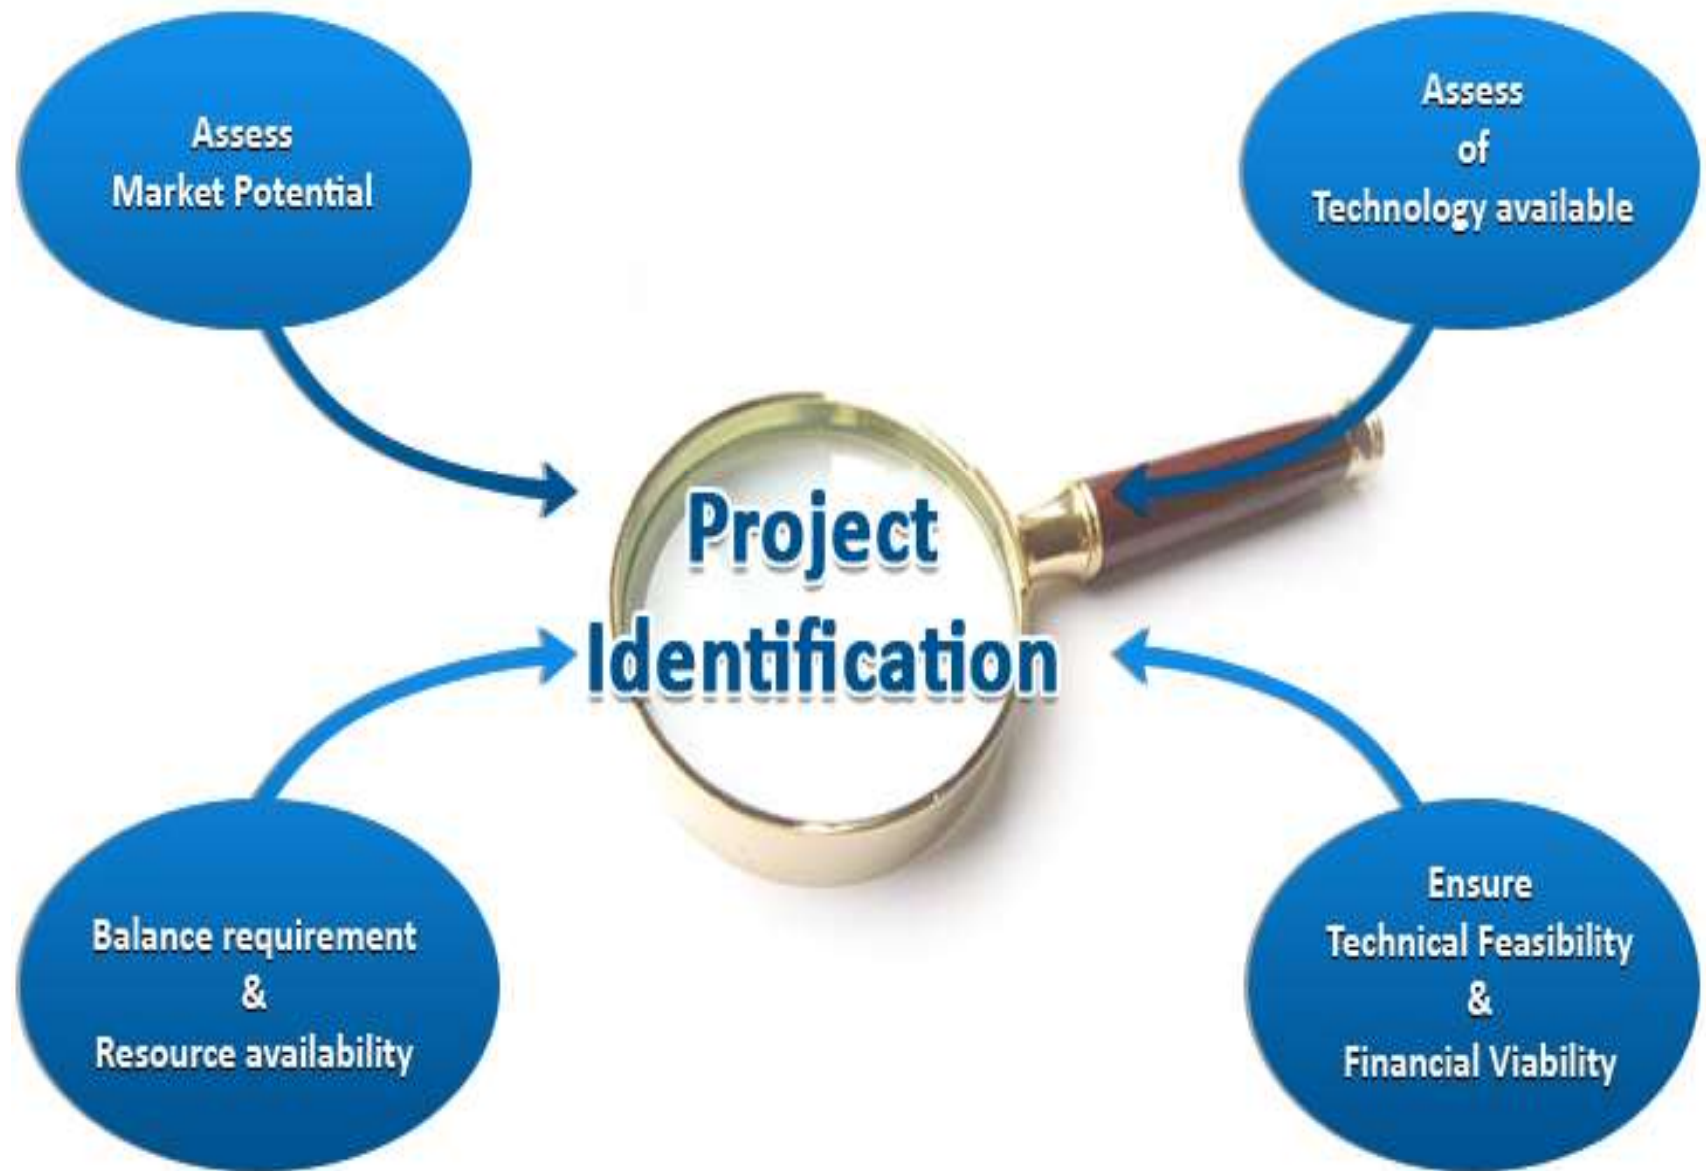 Assess
Market Potential
Assess
of
Technology available
Project
Identification
Balance requirement
&
Resource availability
Ensure
Technical Feasibility
&
Financial Viability